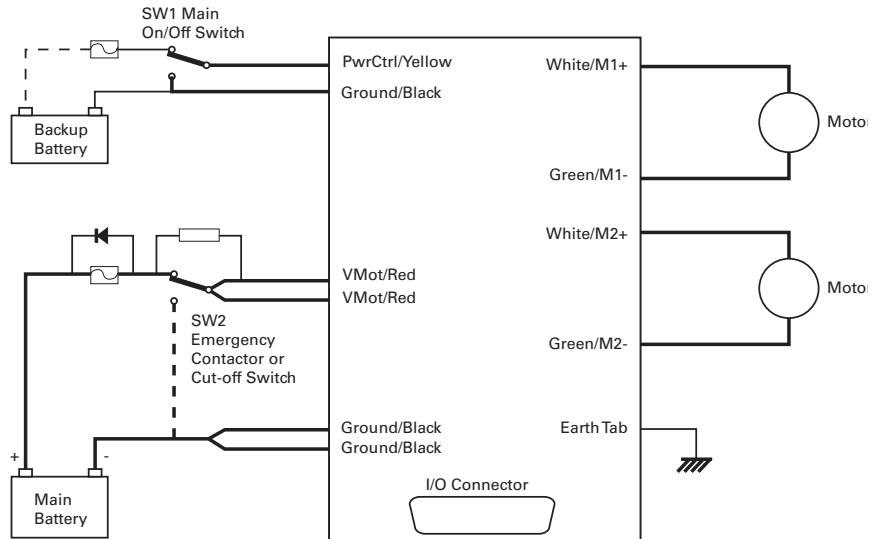 SW1 Main
On/Off Switch
PwrCtrl/Yellow
Ground/Black
Backup
Battery
White/M1+
Green/M1-
Moto
VMot/Red
VMot/Red
SW2
Emergency
Contactor or
Cut-off Switch
White/M2+
Green/M2-
Moto
Ground/Black
Ground/Black
Earth Tab
+
-
Main
Battery
I/O Connector